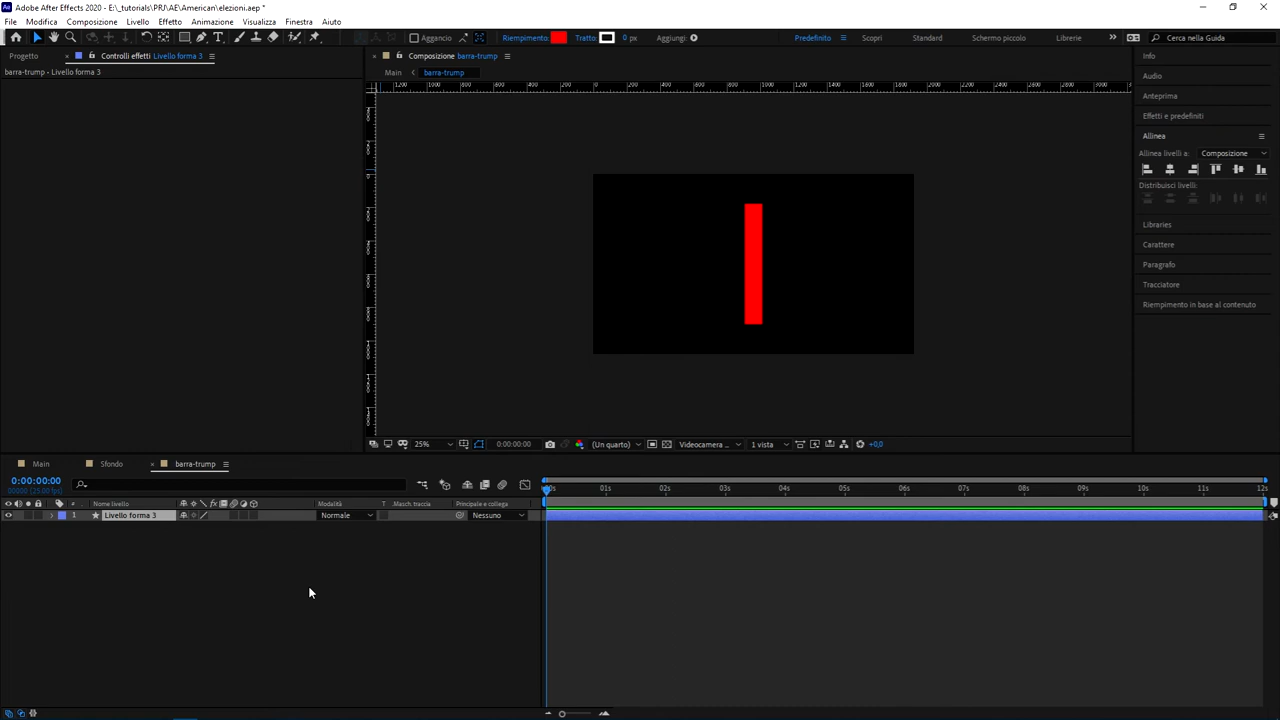 Adobe After Effects 2020 - E:\_tutorials\PRJ\AE\American\elezioni.aep *
File Modifica Composizione Livello Effetto Animazione Visualizza Finestra Aiuto
Agganci Riempimento: Tratto: 0 px Aggiungi: Predefinito Scopri Standard Schermo piccolo Librerie Cerca nella Guida
Progetto Controlli effetti Livello forma 3 Composizione barra-trump Info
barra-trump • Livello forma 3 Main barra-trump
Audio
Anteprima
Effetti e predefiniti
Allinea
Allinea livelli a: Composizione
Distribuisci livelli:
Libraries
Carattere
Paragrafo
Tracciatore
Riempimento in base al contenuto
25% 0:00:00:00 (Un quarto) Videocamera ... 1 vista +0,0
Main Sfondo barra-trump
0:00:00:00
00000 (25.00 fps)
01s 02s 03s 04s 05s 06s 07s 08s 09s 10s 11s 12s
# Nome livello Modalità T Masch. traccia Principale e collega
1 Livello forma 3 Normale Nessuno